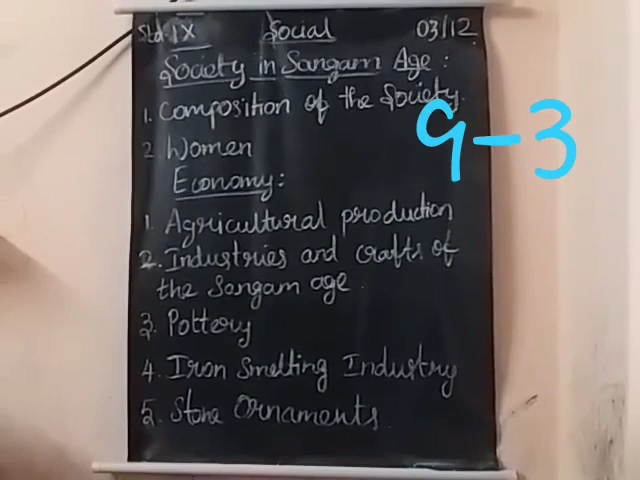 Std. IX Social 03/12
Society in Sangam Age:
1. Composition of the Society.
9-3
2. Women
Economy:
1. Agricultural production
2. Industries and crafts of
the Sangam age.
3. Pottery
4. Iron Smelting Industry
5. Stone Ornaments.